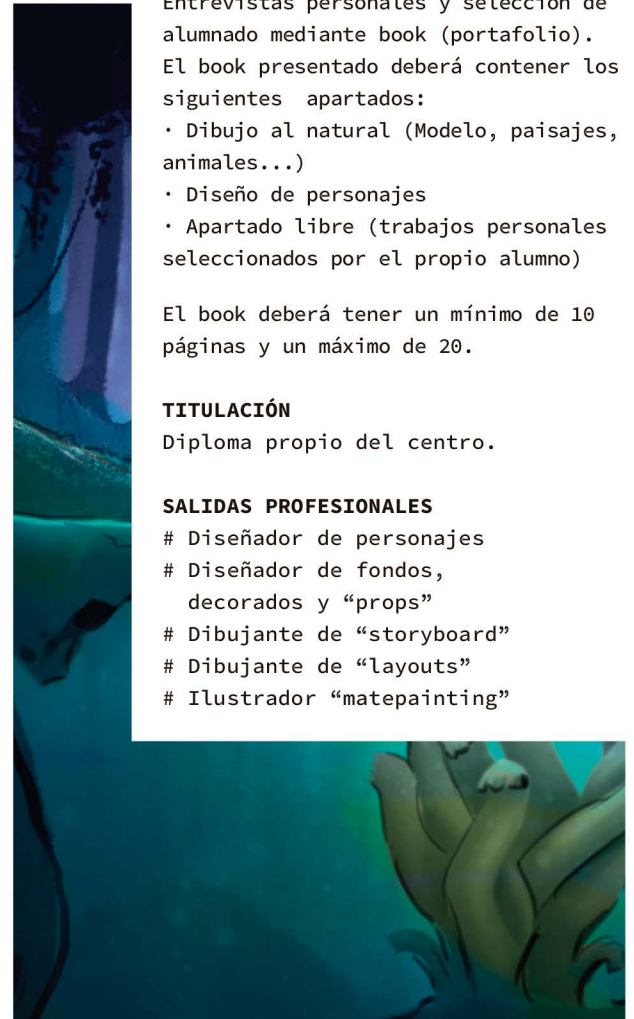 Entrevistas personales y selección de
alumnado mediante book (portafolio).
El book presentado deberá contener los
siguientes apartados:
· Dibujo al natural (Modelo, paisajes,
animales...)
· Diseño de personajes
· Apartado libre (trabajos personales
seleccionados por el propio alumno)
El book deberá tener un mínimo de 10
páginas y un máximo de 20.
TITULACIÓN
Diploma propio del centro.
SALIDAS PROFESIONALES
# Diseñador de personajes
# Diseñador de fondos,
decorados y “props”
# Dibujante de “storyboard”
# Dibujante de “layouts”
# Ilustrador “matepainting”